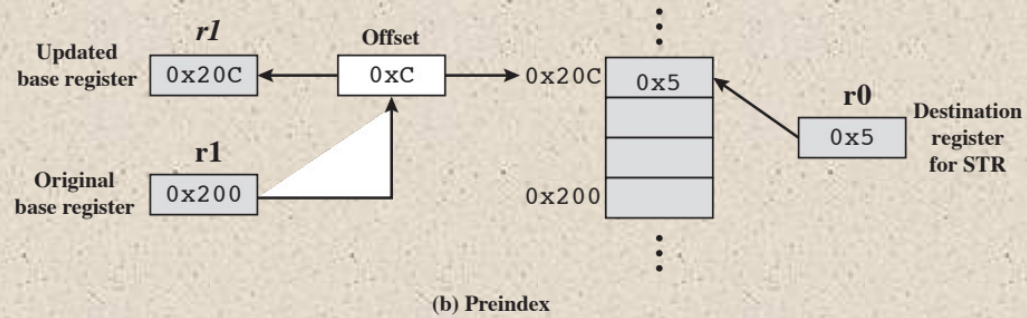 r1
Updated
base register
0x20C
Offset
0xC
0x20C
0x5
r0
0x5
Destination
register
for STR
r1
Original
base register
0x200
0x200
(b) Preindex